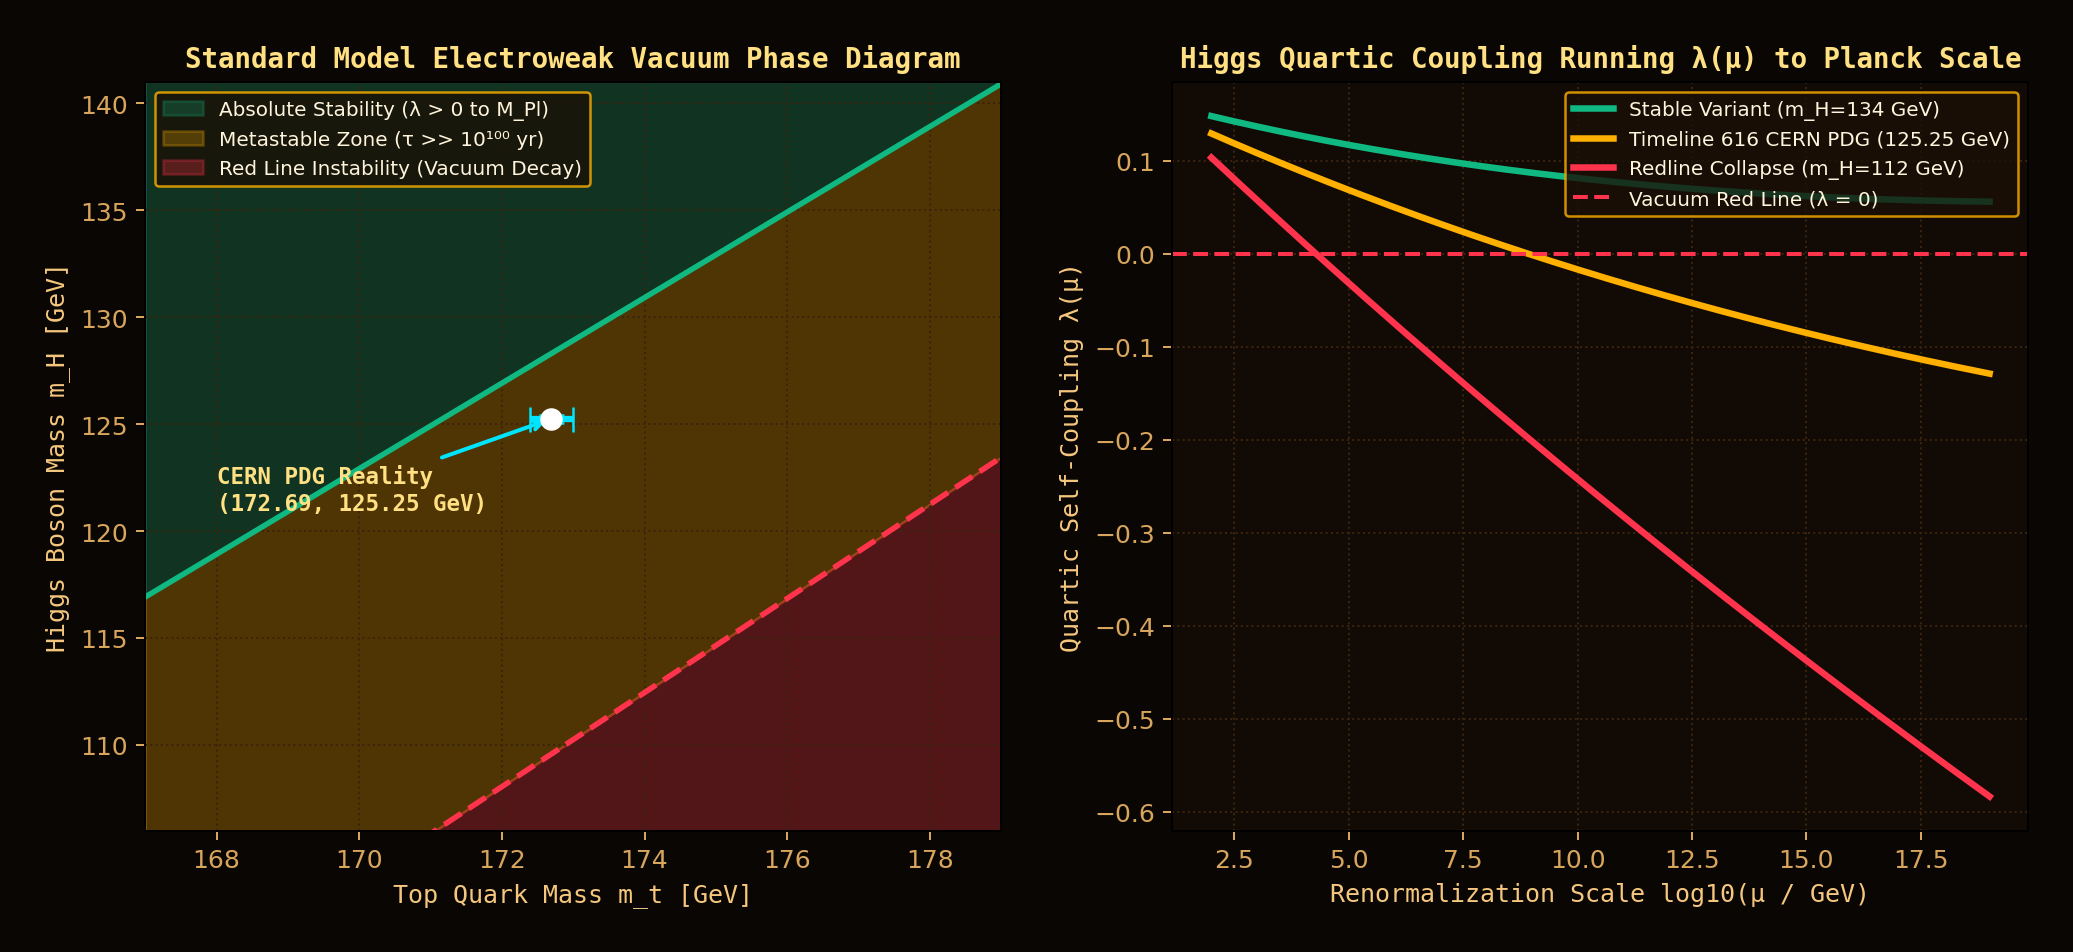 Standard Model Electroweak Vacuum Phase Diagram
Absolute Stability (λ > 0 to M_Pl)
Metastable Zone (τ >> 10¹⁰⁰ yr)
Red Line Instability (Vacuum Decay)
140
135
130
125
120
115
110
Higgs Boson Mass m_H [GeV]
CERN PDG Reality
(172.69, 125.25 GeV)
168 170 172 174 176 178
Top Quark Mass m_t [GeV]
Higgs Quartic Coupling Running λ(μ) to Planck Scale
Stable Variant (m_H=134 GeV)
Timeline 616 CERN PDG (125.25 GeV)
Redline Collapse (m_H=112 GeV)
Vacuum Red Line (λ = 0)
0.1
0.0
−0.1
−0.2
−0.3
−0.4
−0.5
−0.6
Quartic Self-Coupling λ(μ)
2.5 5.0 7.5 10.0 12.5 15.0 17.5
Renormalization Scale log10(μ / GeV)